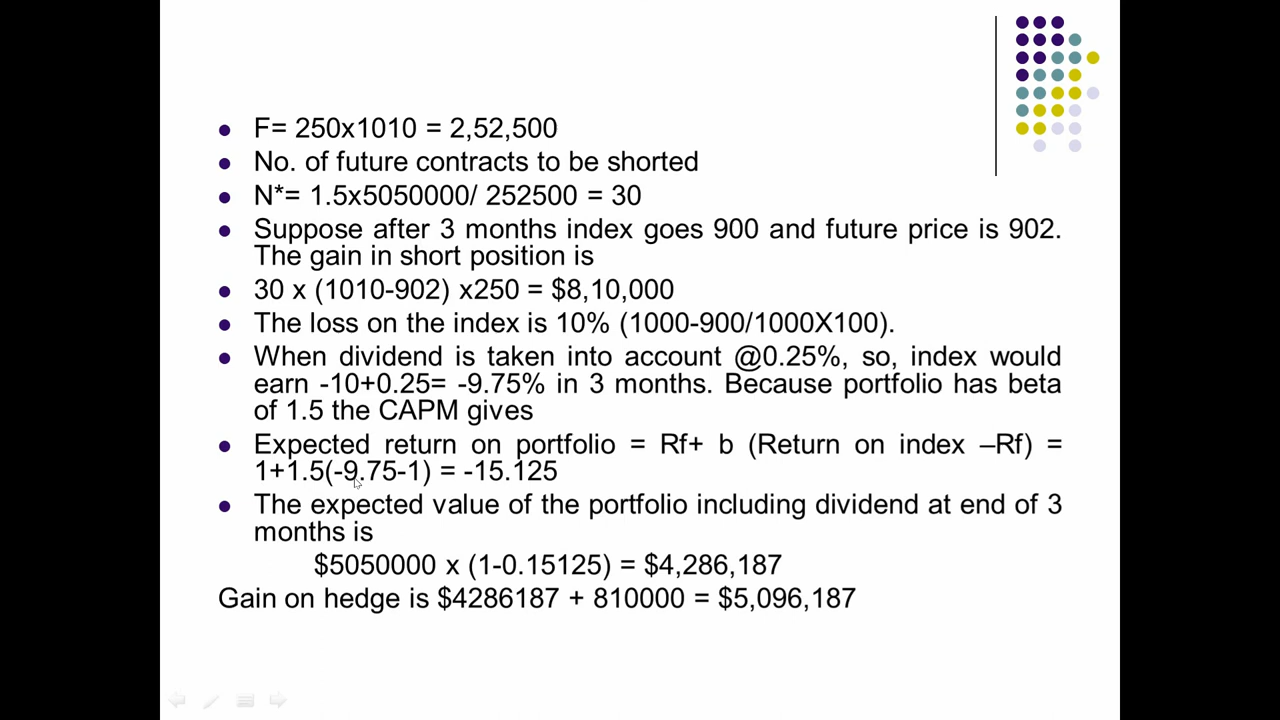 F= 250x1010 = 2,52,500
No. of future contracts to be shorted
N*= 1.5x5050000/ 252500 = 30
Suppose after 3 months index goes 900 and future price is 902.
The gain in short position is
30 x (1010-902) x250 = $8,10,000
The loss on the index is 10% (1000-900/1000X100).
When dividend is taken into account @0.25%, so, index would
earn -10+0.25= -9.75% in 3 months. Because portfolio has beta
of 1.5 the CAPM gives
Expected return on portfolio = Rf+ b (Return on index –Rf) =
1+1.5(-9.75-1) = -15.125
The expected value of the portfolio including dividend at end of 3
months is
$5050000 x (1-0.15125) = $4,286,187
Gain on hedge is $4286187 + 810000 = $5,096,187